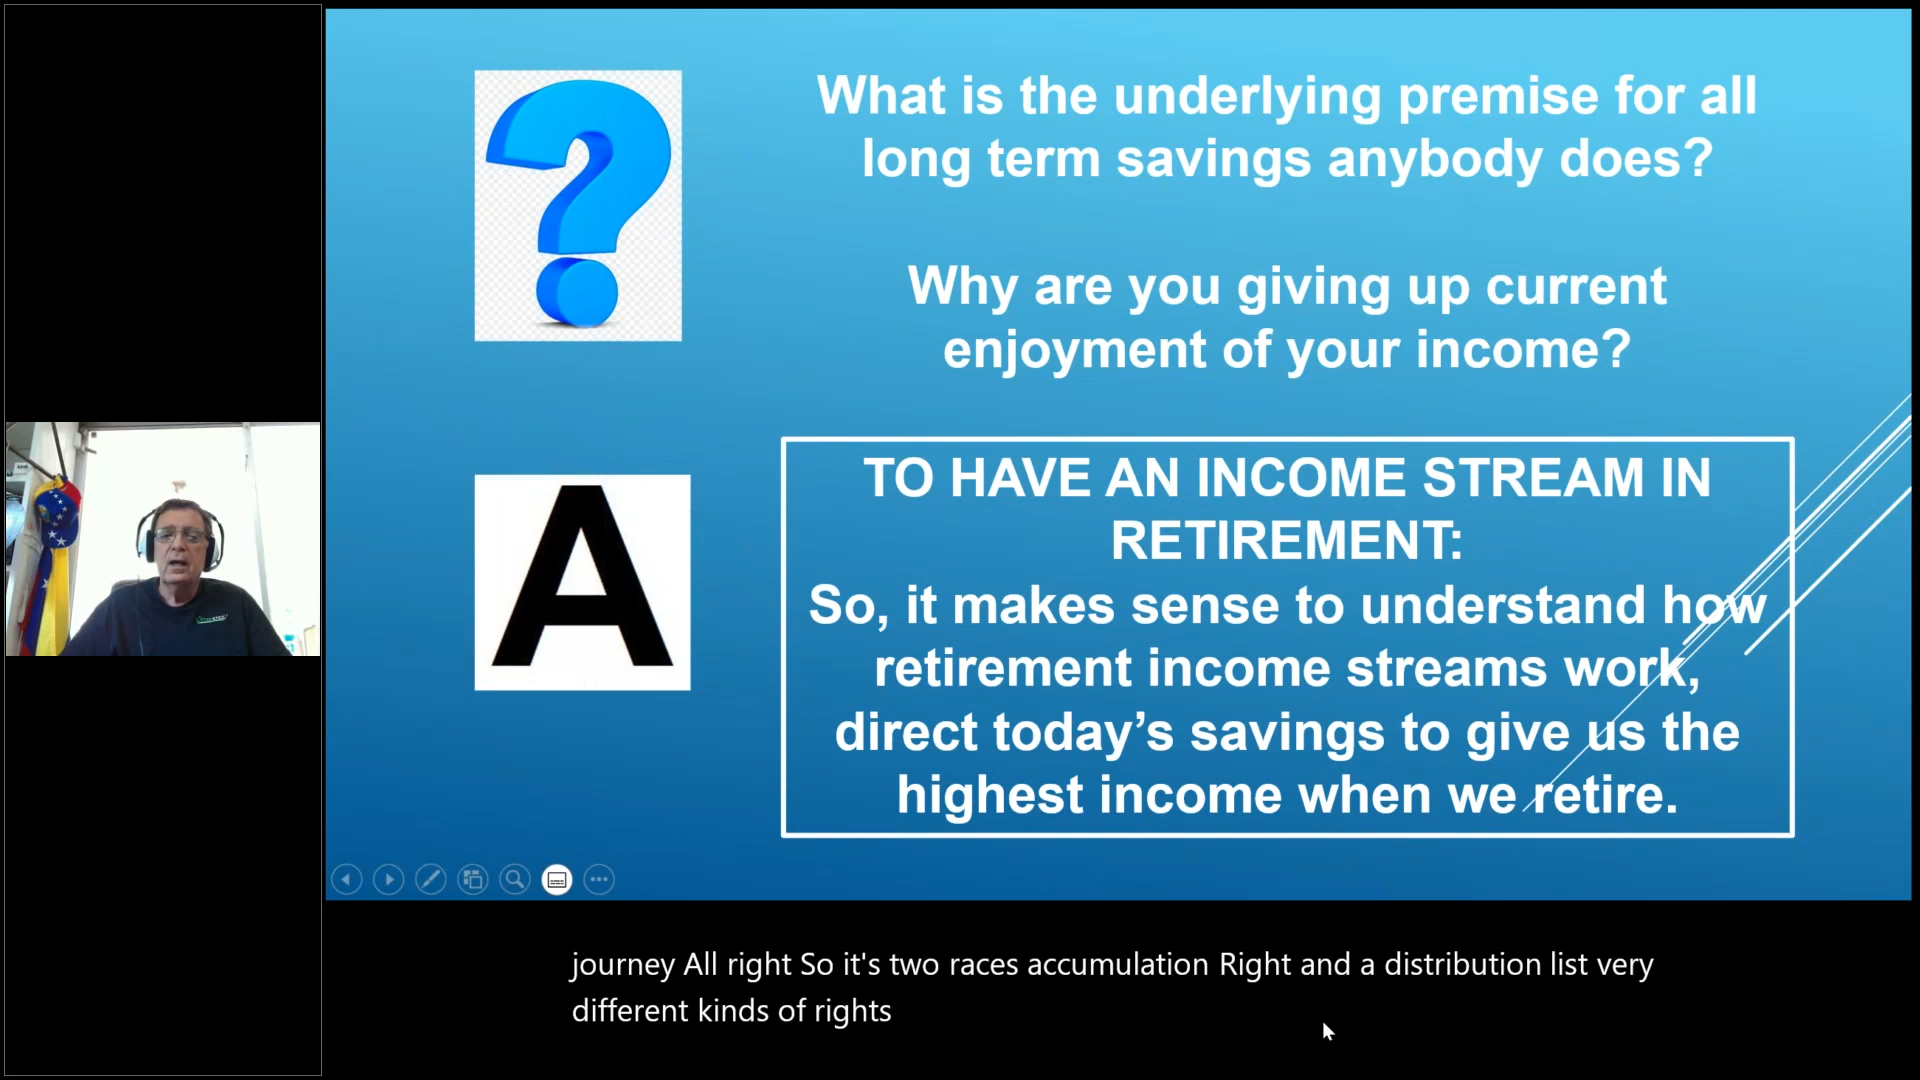 What is the underlying premise for all
long term savings anybody does?
Why are you giving up current
enjoyment of your income?
A
TO HAVE AN INCOME STREAM IN
RETIREMENT:
So, it makes sense to understand how
retirement income streams work,
direct today’s savings to give us the
highest income when we retire.
journey All right So it's two races accumulation Right and a distribution list very
different kinds of rights